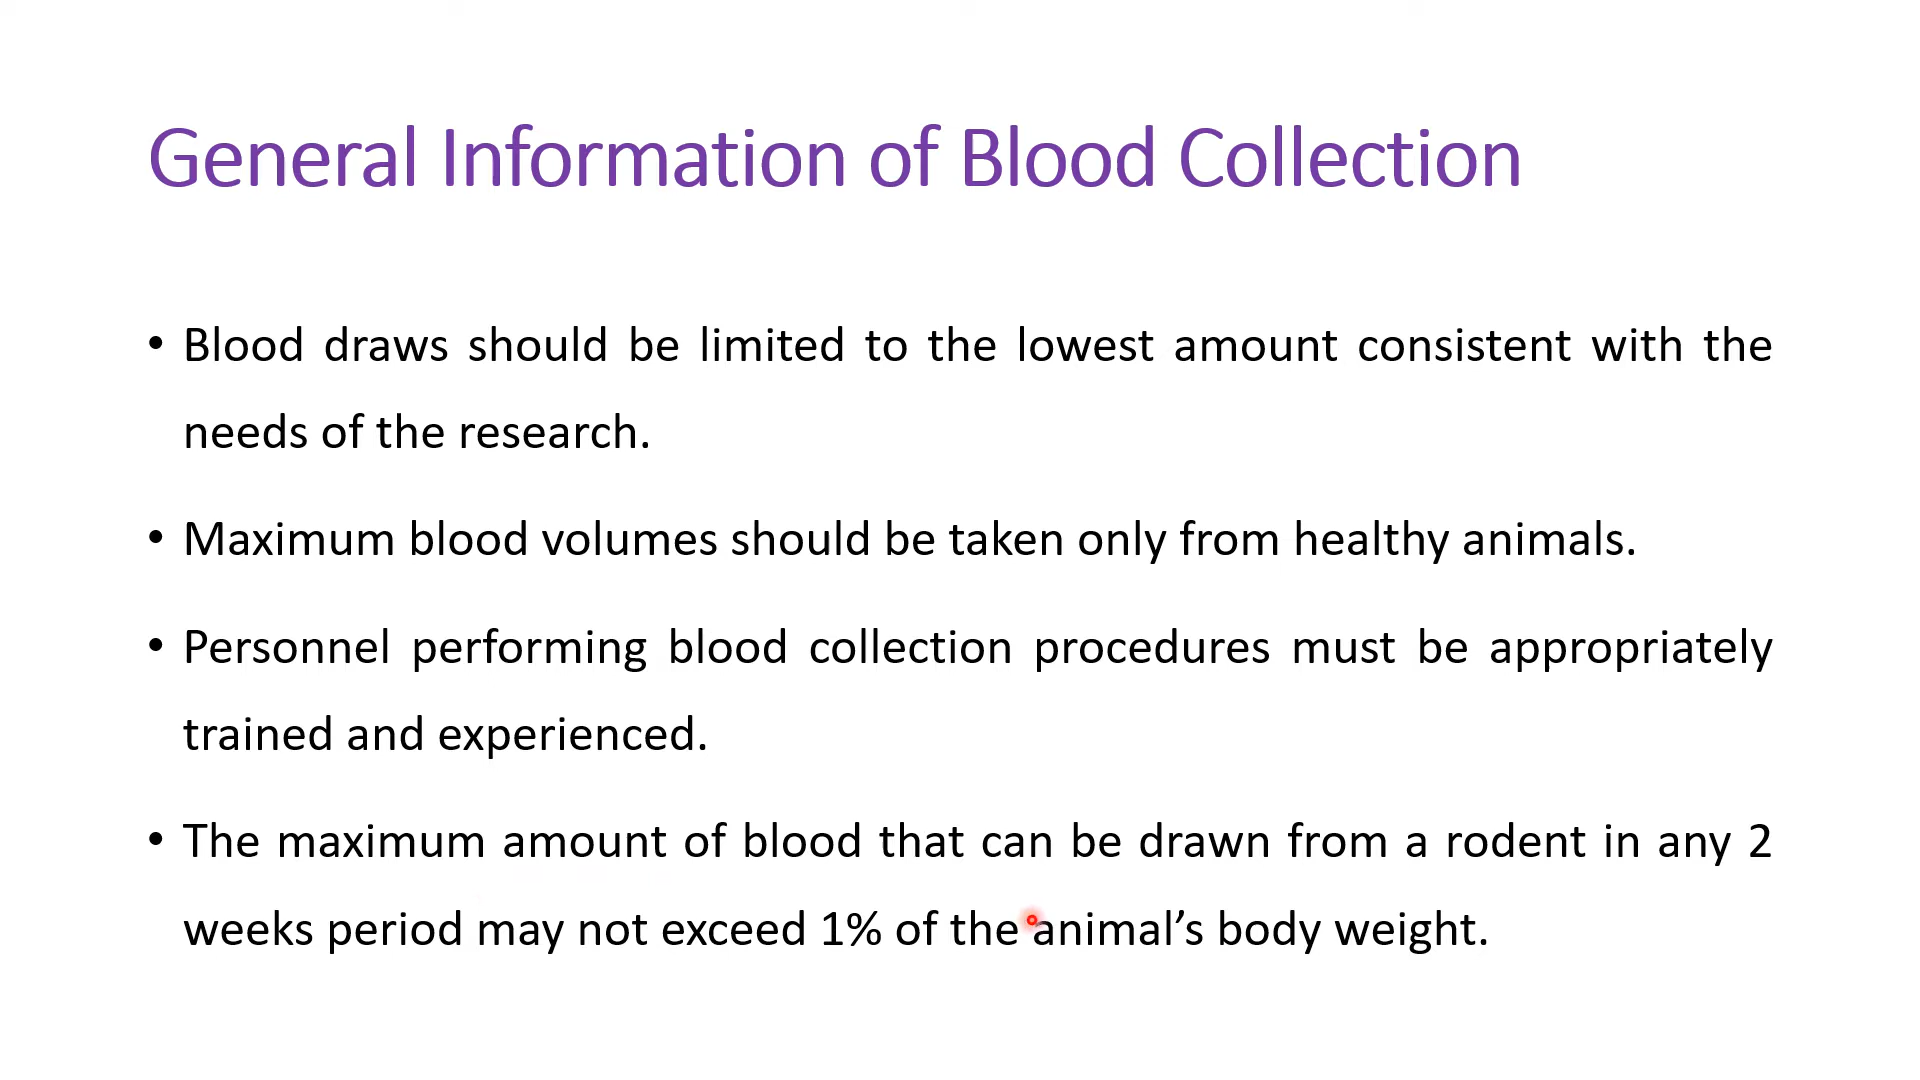 General Information of Blood Collection
• Blood draws should be limited to the lowest amount consistent with the
needs of the research.
• Maximum blood volumes should be taken only from healthy animals.
• Personnel performing blood collection procedures must be appropriately
trained and experienced.
• The maximum amount of blood that can be drawn from a rodent in any 2
weeks period may not exceed 1% of the animal’s body weight.